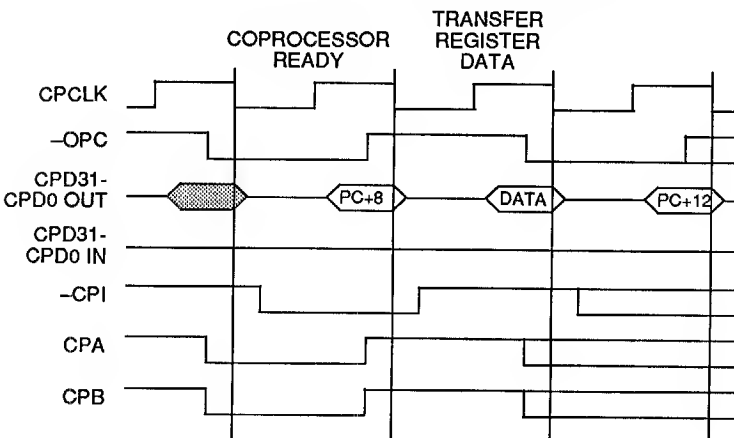 COPROCESSOR
READY
TRANSFER
REGISTER
DATA
CPCLK
–OPC
CPD31-
CPD0 OUT
PC+8
DATA
PC+12
CPD31-
CPD0 IN
–CPI
CPA
CPB